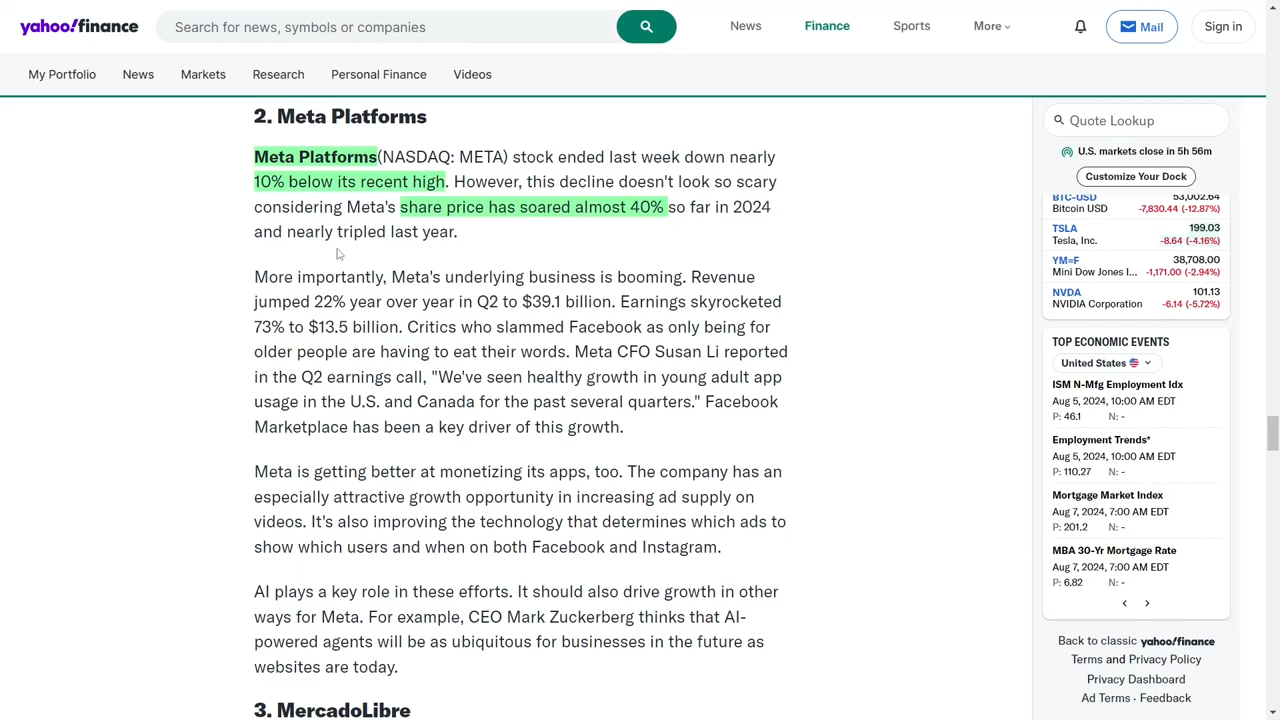 yahoo!finance
Search for news, symbols or companies
News
Finance
Sports
More
Mail
Sign in
My Portfolio
News
Markets
Research
Personal Finance
Videos
2. Meta Platforms
Meta Platforms(NASDAQ: META) stock ended last week down nearly
10% below its recent high. However, this decline doesn't look so scary
considering Meta's share price has soared almost 40% so far in 2024
and nearly tripled last year.
More importantly, Meta's underlying business is booming. Revenue
jumped 22% year over year in Q2 to $39.1 billion. Earnings skyrocketed
73% to $13.5 billion. Critics who slammed Facebook as only being for
older people are having to eat their words. Meta CFO Susan Li reported
in the Q2 earnings call, "We've seen healthy growth in young adult app
usage in the U.S. and Canada for the past several quarters." Facebook
Marketplace has been a key driver of this growth.
Meta is getting better at monetizing its apps, too. The company has an
especially attractive growth opportunity in increasing ad supply on
videos. It's also improving the technology that determines which ads to
show which users and when on both Facebook and Instagram.
AI plays a key role in these efforts. It should also drive growth in other
ways for Meta. For example, CEO Mark Zuckerberg thinks that AI-
powered agents will be as ubiquitous for businesses in the future as
websites are today.
3. MercadoLibre
Quote Lookup
U.S. markets close in 5h 56m
Customize Your Dock
BTC-USD 53,002.64
Bitcoin USD -7,830.44 (-12.87%)
TSLA 199.03
Tesla, Inc. -8.64 (-4.16%)
YM=F 38,708.00
Mini Dow Jones I... -1,171.00 (-2.94%)
NVDA 101.13
NVIDIA Corporation -6.14 (-5.72%)
TOP ECONOMIC EVENTS
United States
ISM N-Mfg Employment Idx
Aug 5, 2024, 10:00 AM EDT
P: 46.1 N: -
Employment Trends*
Aug 5, 2024, 10:00 AM EDT
P: 110.27 N: -
Mortgage Market Index
Aug 7, 2024, 7:00 AM EDT
P: 201.2 N: -
MBA 30-Yr Mortgage Rate
Aug 7, 2024, 7:00 AM EDT
P: 6.82 N: -
Back to classic yahoo!finance
Terms and Privacy Policy
Privacy Dashboard
Ad Terms · Feedback